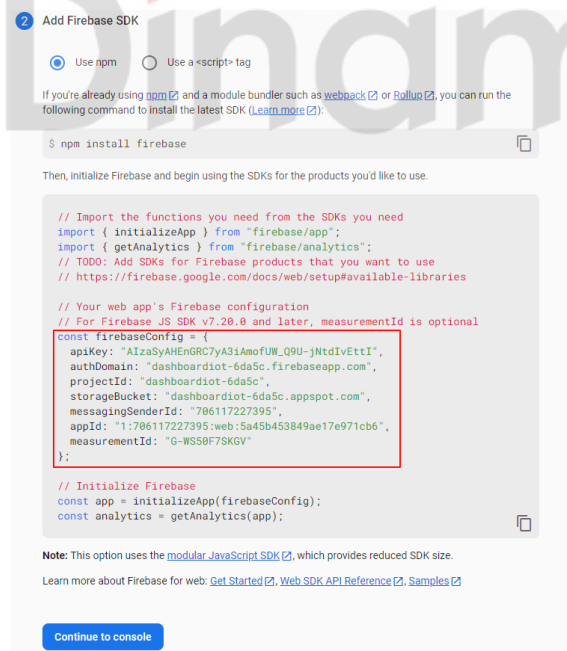 2 Add Firebase SDK
Use npm Use a <script> tag
If you're already using npm and a module bundler such as webpack or Rollup, you can run the
following command to install the latest SDK (Learn more):
$ npm install firebase
Then, initialize Firebase and begin using the SDKs for the products you'd like to use.
// Import the functions you need from the SDKs you need
import { initializeApp } from "firebase/app";
import { getAnalytics } from "firebase/analytics";
// TODO: Add SDKs for Firebase products that you want to use
// https://firebase.google.com/docs/web/setup#available-libraries
// Your web app's Firebase configuration
// For Firebase JS SDK v7.20.0 and later, measurementId is optional
const firebaseConfig = {
apiKey: "AIzaSyAHEnGRC7yA3iAmofUW_Q9U-jNtdIvEttI",
authDomain: "dashboardiot-6da5c.firebaseapp.com",
projectId: "dashboardiot-6da5c",
storageBucket: "dashboardiot-6da5c.appspot.com",
messagingSenderId: "706117227395",
appId: "1:706117227395:web:5a45b453849ae17e971cb6",
measurementId: "G-WS50F7SKGV"
};
// Initialize Firebase
const app = initializeApp(firebaseConfig);
const analytics = getAnalytics(app);
Note: This option uses the modular JavaScript SDK, which provides reduced SDK size.
Learn more about Firebase for web: Get Started, Web SDK API Reference, Samples
Continue to console